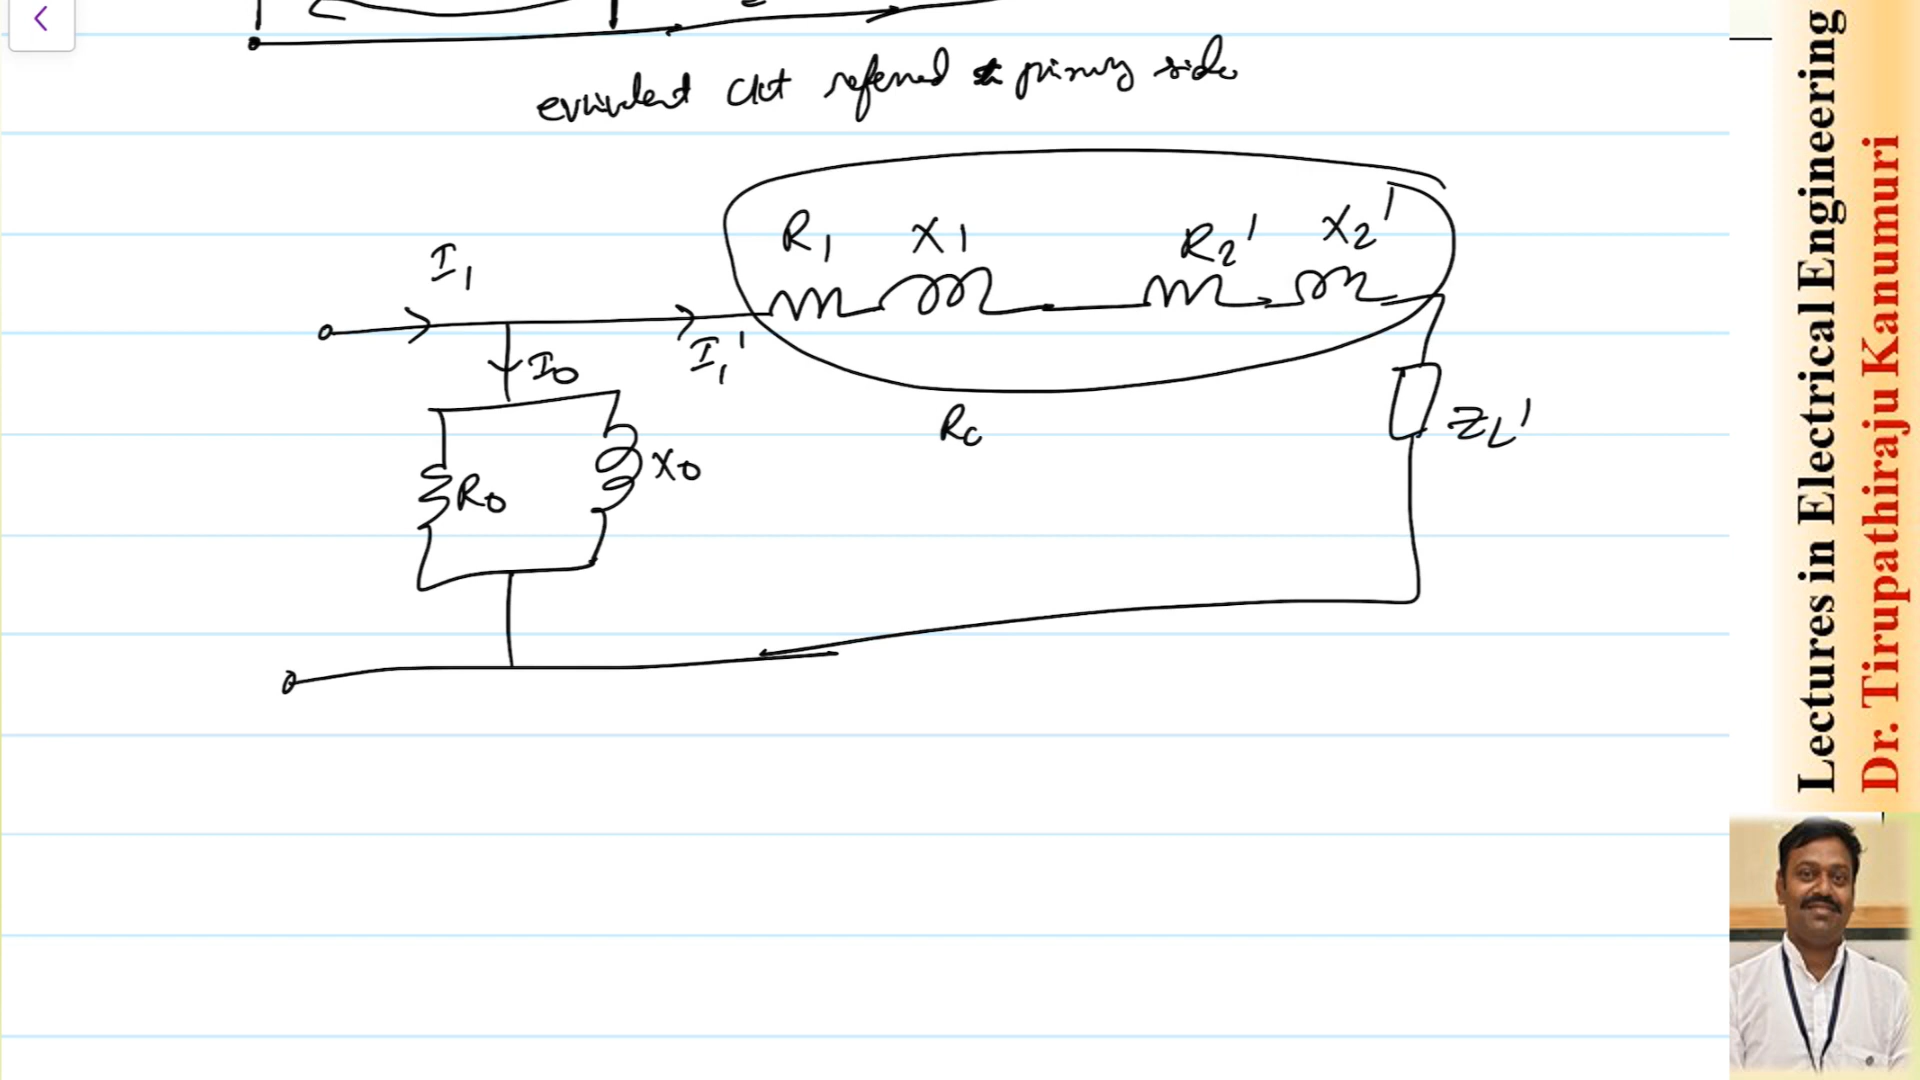 equivalent ckt referred to primary side
R1 X1 R2' X2'
I1
I1'
I0
Rc
ZL'
R0
X0
Lectures in Electrical Engineering
Dr. Tirupathiraju Kanumuri